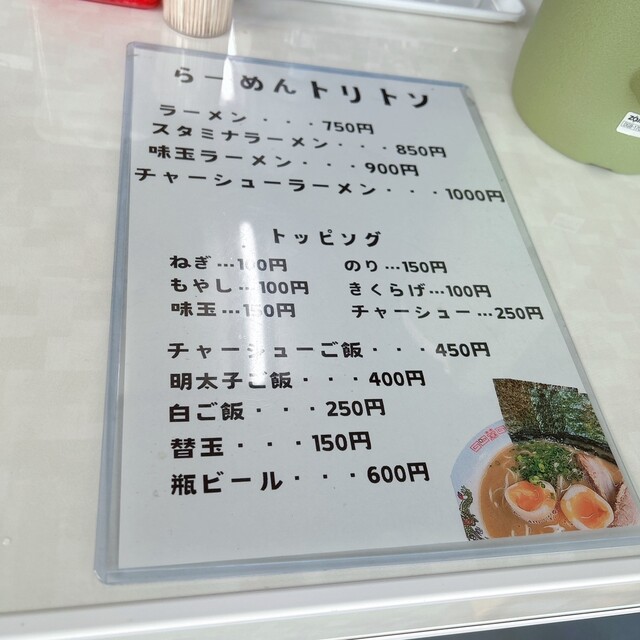 らーめんトリトン
ラーメン・・・750円
スタミナラーメン・・・850円
味玉ラーメン・・・900円
チャーシューラーメン・・・1000円
トッピング
ねぎ…100円 のり…150円
もやし…100円 きくらげ…100円
味玉…150円 チャーシュー…250円
チャーシューご飯・・・450円
明太子ご飯・・・400円
白ご飯・・・250円
替玉・・・150円
瓶ビール・・・600円